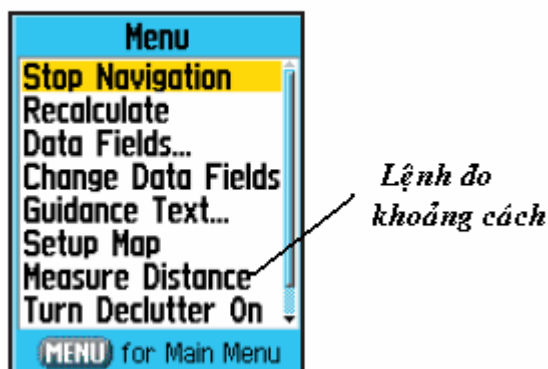 Menu
Stop Navigation
Recalculate
Data Fields...
Change Data Fields
Guidance Text...
Setup Map
Measure Distance
Turn Declutter On
MENU for Main Menu
Lệnh đo
khoảng cách